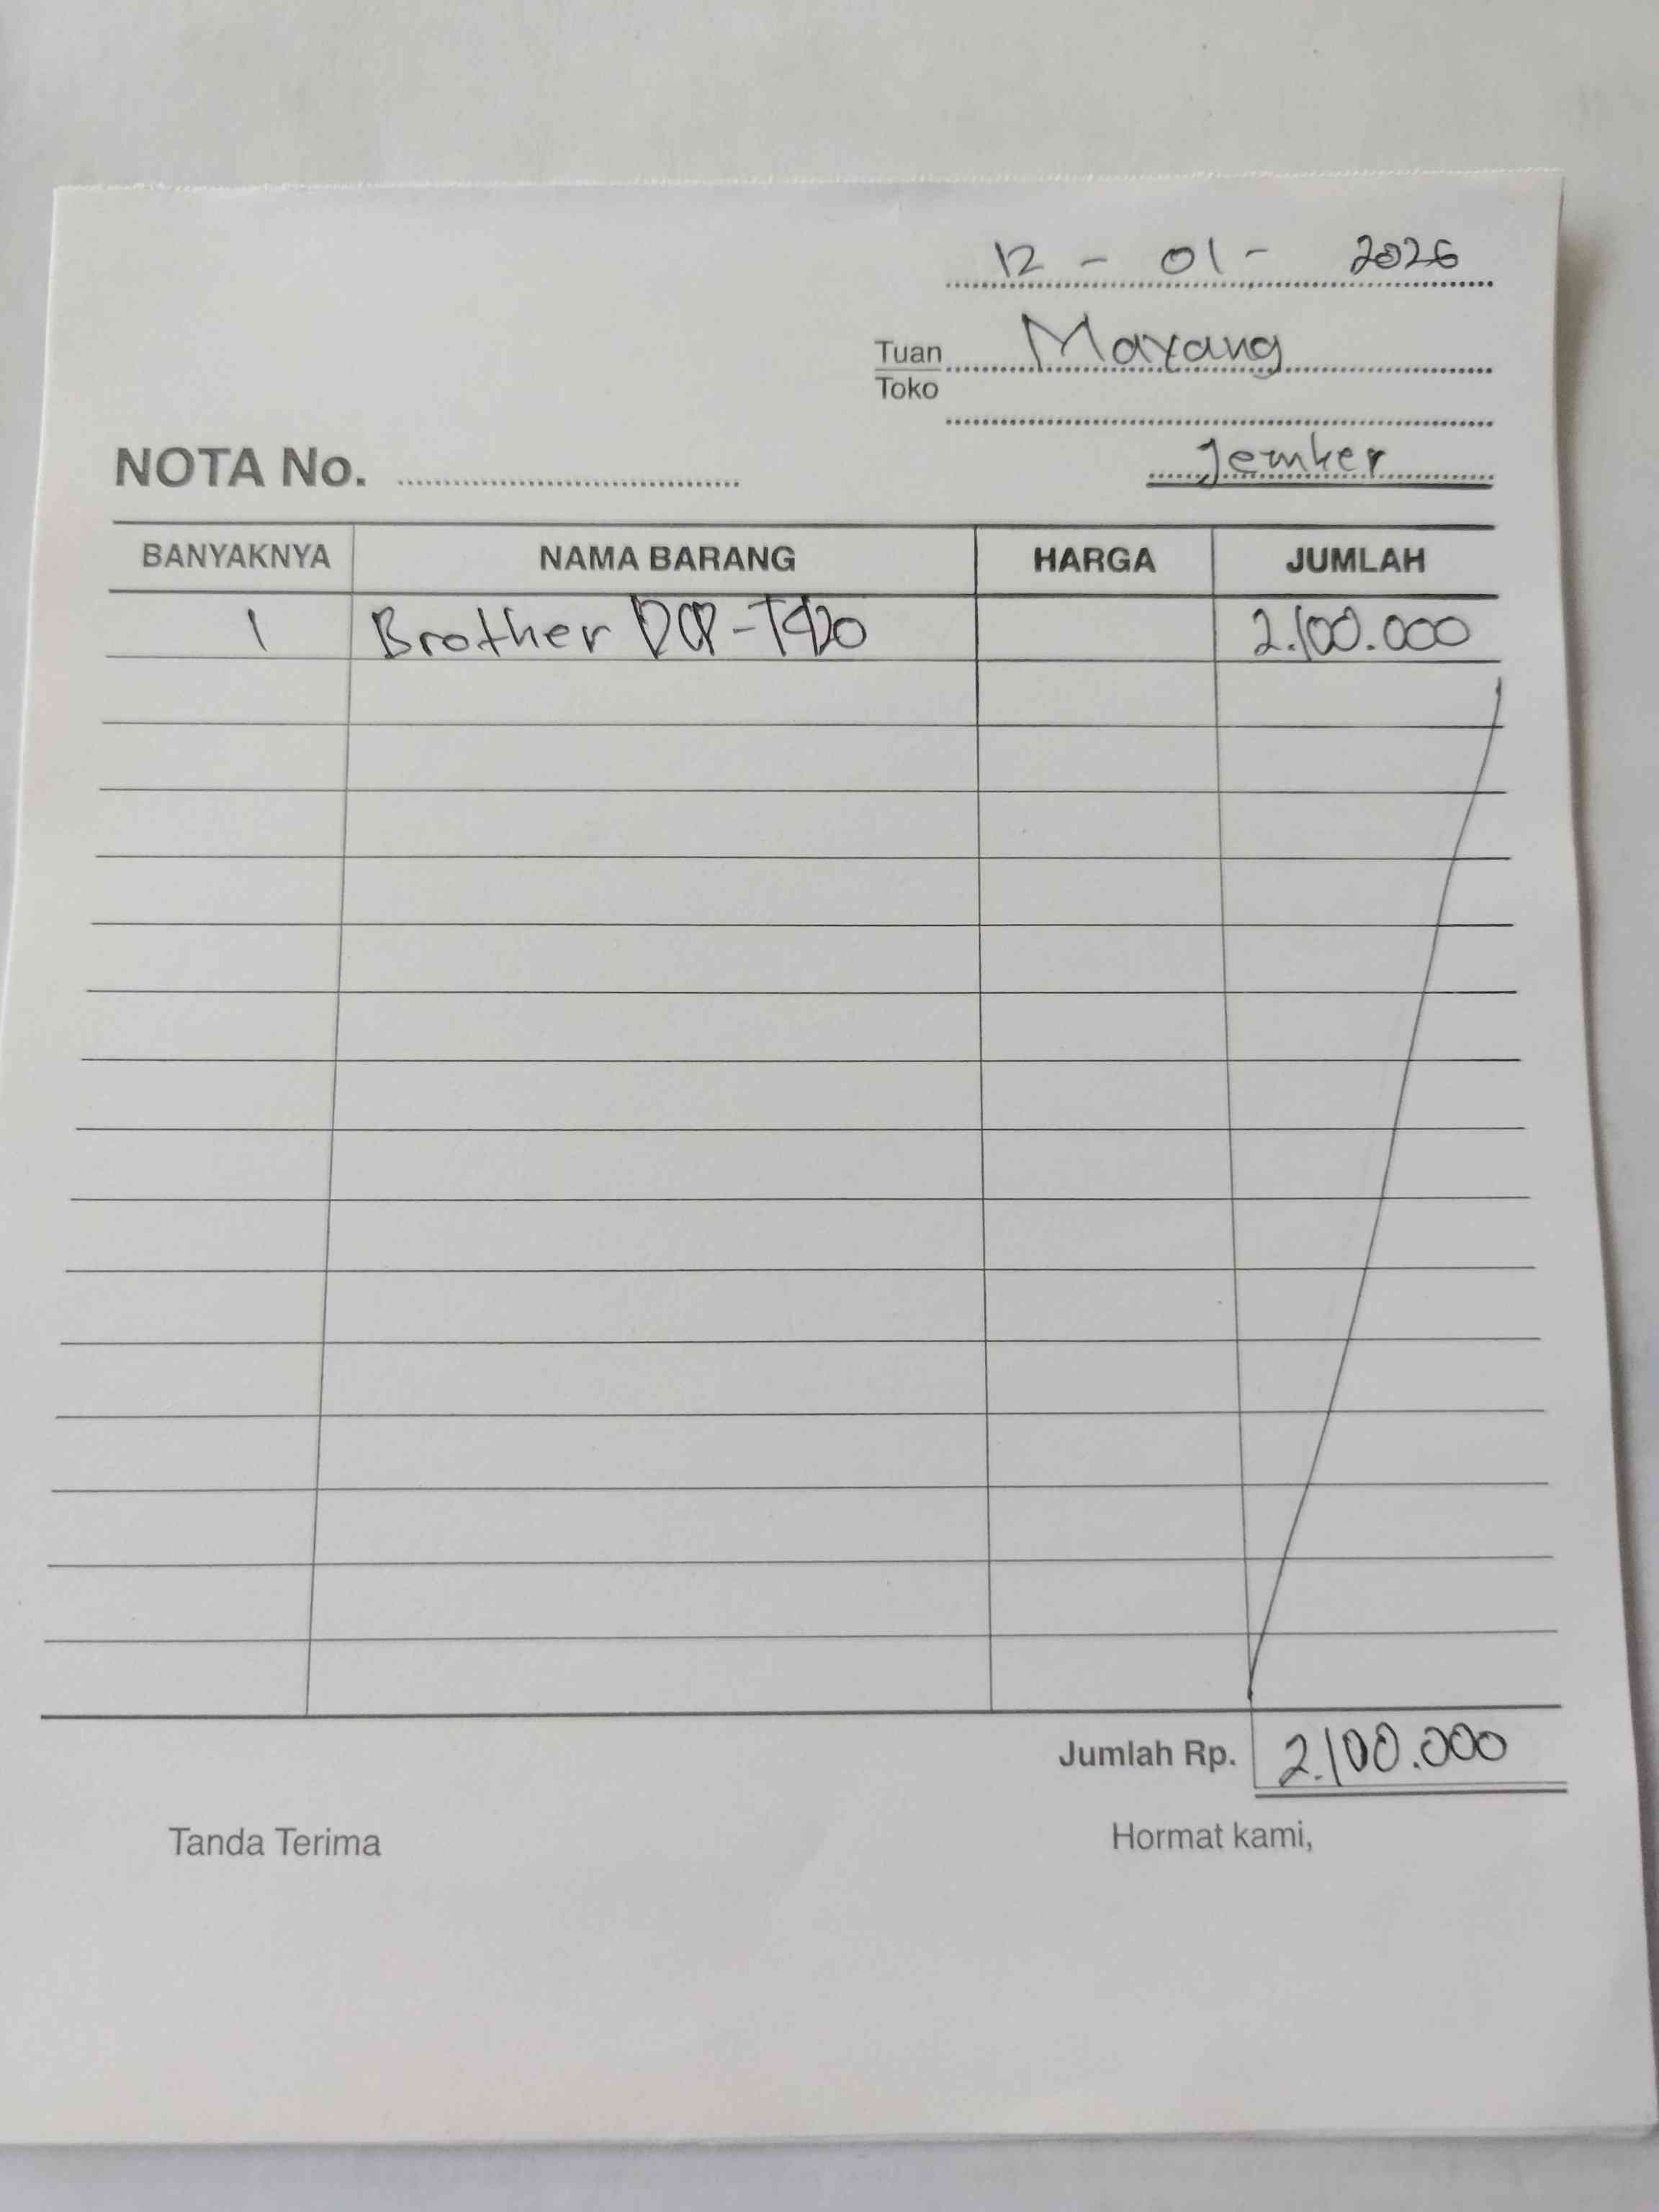 12 - 01 - 2026
Tuan Mayang
Toko
Jember
NOTA No.
BANYAKNYA NAMA BARANG HARGA JUMLAH
1 Brother DCP-T420 2.100.000
Jumlah Rp. 2.100.000
Tanda Terima Hormat kami,